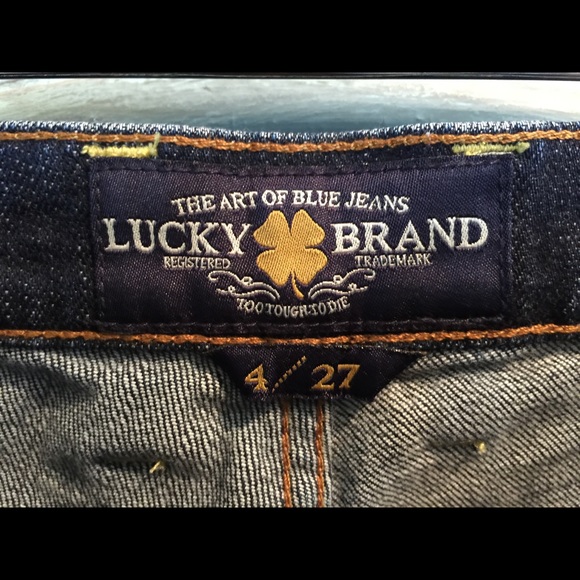 THE ART OF BLUE JEANS
LUCKY BRAND
REGISTERED TRADEMARK
TOO TOUGH TO DIE
4 / 27